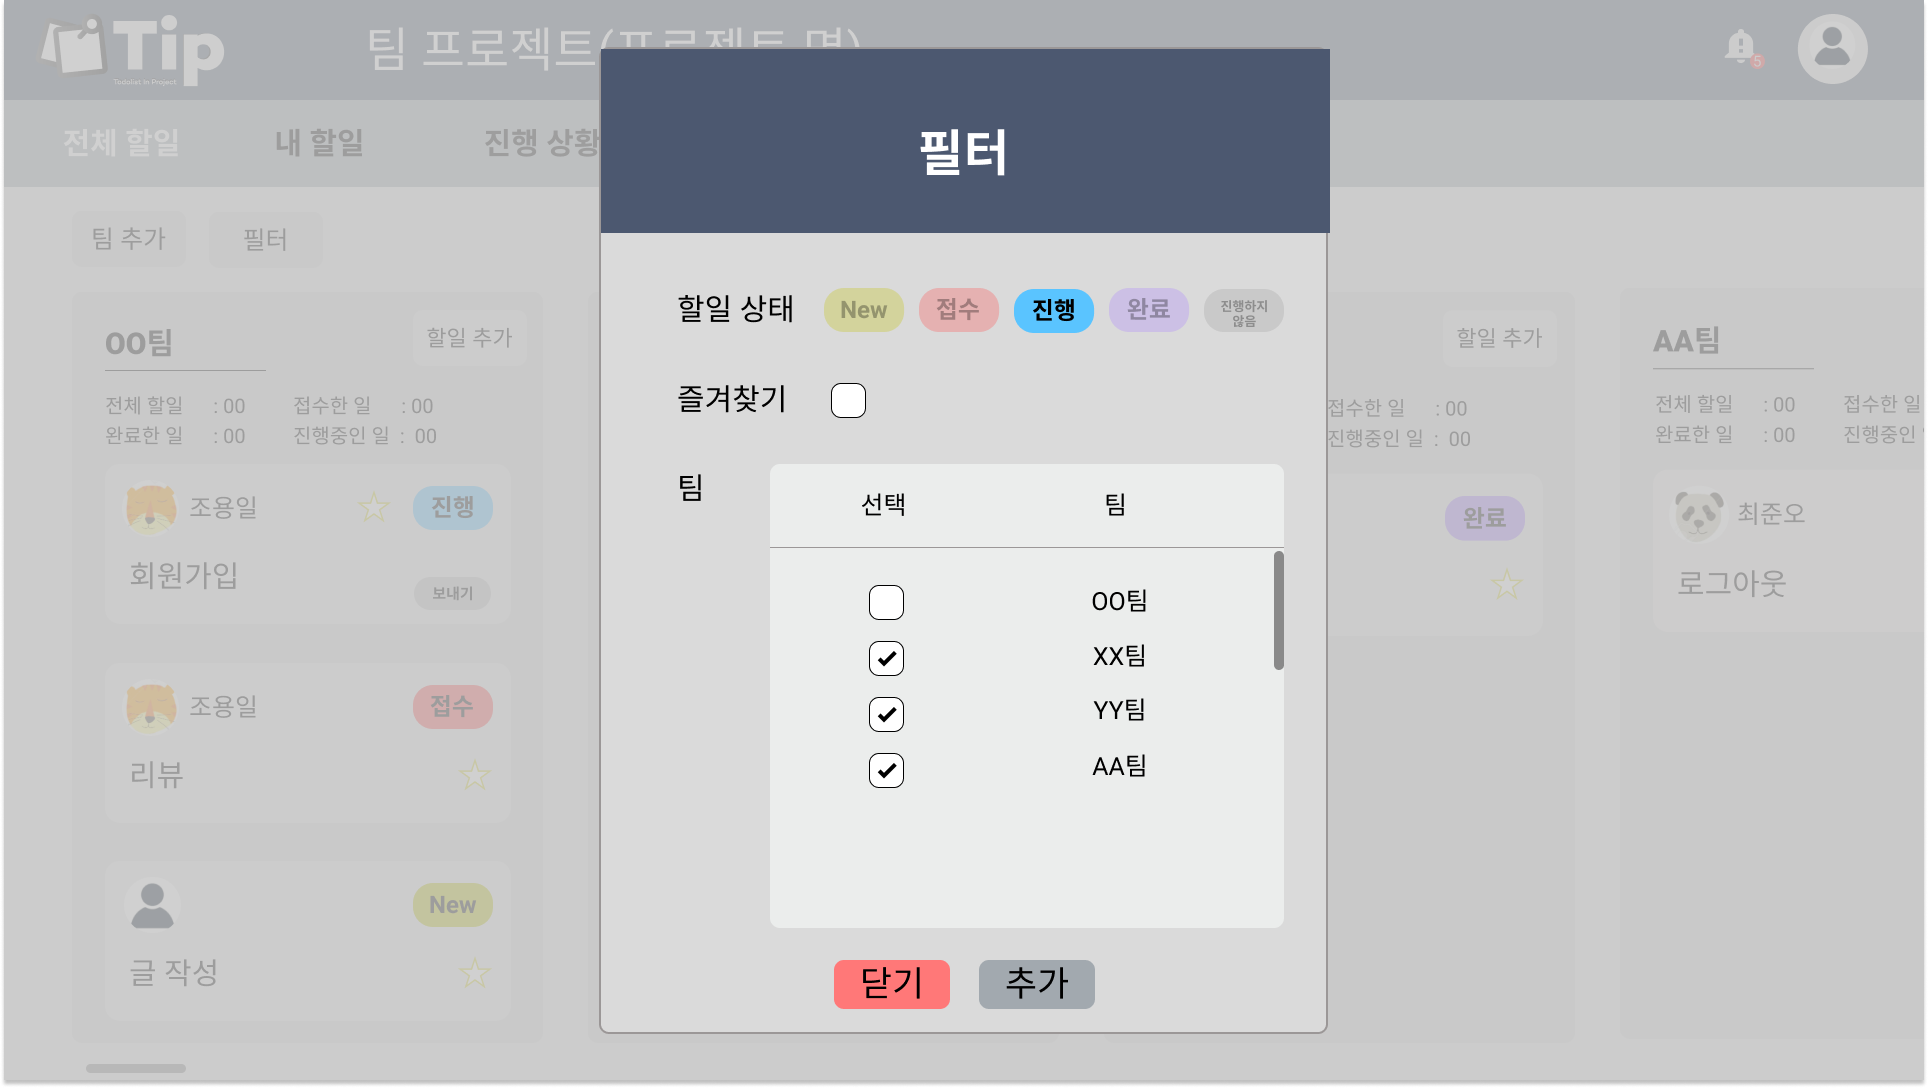 Tip
Todolist In Project
팀 프로젝트(프로젝트 명)
5
전체 할일
내 할일
진행 상황
팀 추가
필터
OO팀
할일 추가
전체 할일 : 00 접수한 일 : 00
완료한 일 : 00 진행중인 일 : 00
조용일
진행
회원가입
보내기
조용일
접수
리뷰
New
글 작성
필터
할일 상태
New
접수
진행
완료
진행하지
않음
즐겨찾기
팀
선택 팀
OO팀
XX팀
YY팀
AA팀
닫기
추가
할일 추가
접수한 일 : 00
진행중인 일 : 00
완료
AA팀
전체 할일 : 00 접수한 일
완료한 일 : 00 진행중인
최준오
로그아웃